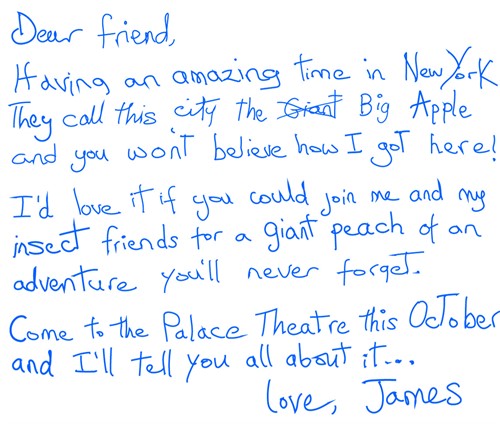 Dear friend,
Having an amazing time in New York
They call this city the Giant Big Apple
and you won't believe how I got here!
I'd love it if you could join me and my
insect friends for a giant peach of an
adventure you'll never forget.
Come to the Palace Theatre this October
and I'll tell you all about it...
love, James